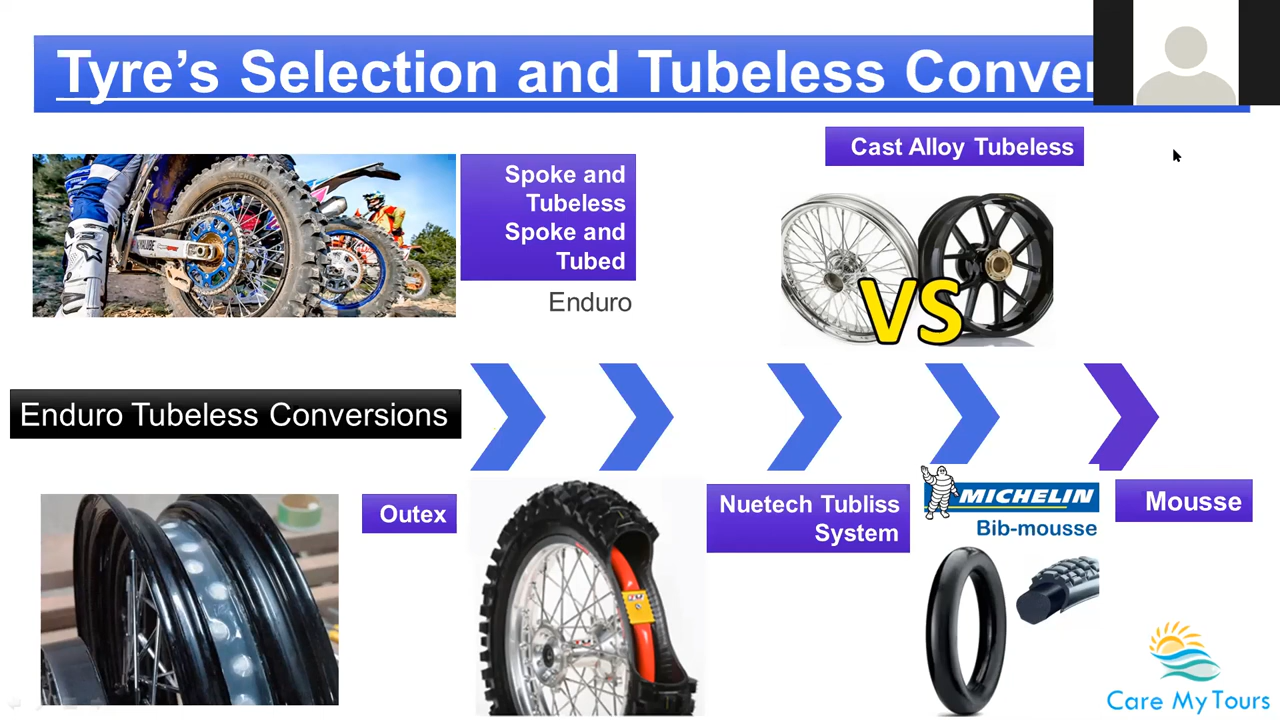 Tyre's Selection and Tubeless Conver
Spoke and
Tubeless
Spoke and
Tubed
Enduro
Cast Alloy Tubeless
VS
Enduro Tubeless Conversions
Outex
Nuetech Tubliss
System
MICHELIN
Bib-mousse
Mousse
Care My Tours